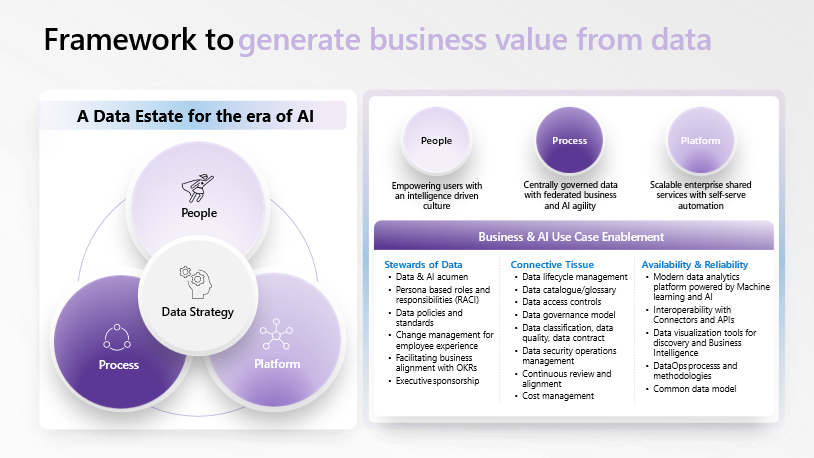 Framework to generate business value from data
A Data Estate for the era of AI
People
Data Strategy
Process
Platform
People
Process
Platform
Empowering users with
an intelligence driven
culture
Centrally governed data
with federated business
and AI agility
Scalable enterprise shared
services with self-serve
automation
Business & AI Use Case Enablement
Stewards of Data
• Data & AI acumen
• Persona based roles and
responsibilities (RACI)
• Data policies and
standards
• Change management for
employee experience
• Facilitating business
alignment with OKRs
• Executive sponsorship
Connective Tissue
• Data lifecycle management
• Data catalogue/glossary
• Data access controls
• Data governance model
• Data classification, data
quality, data contract
• Data security operations
management
• Continuous review and
alignment
• Cost management
Availability & Reliability
• Modern data analytics
platform powered by Machine
learning and AI
• Interoperability with
Connectors and APIs
• Data visualization tools for
discovery and Business
Intelligence
• DataOps processs and
methodologies
• Common data model